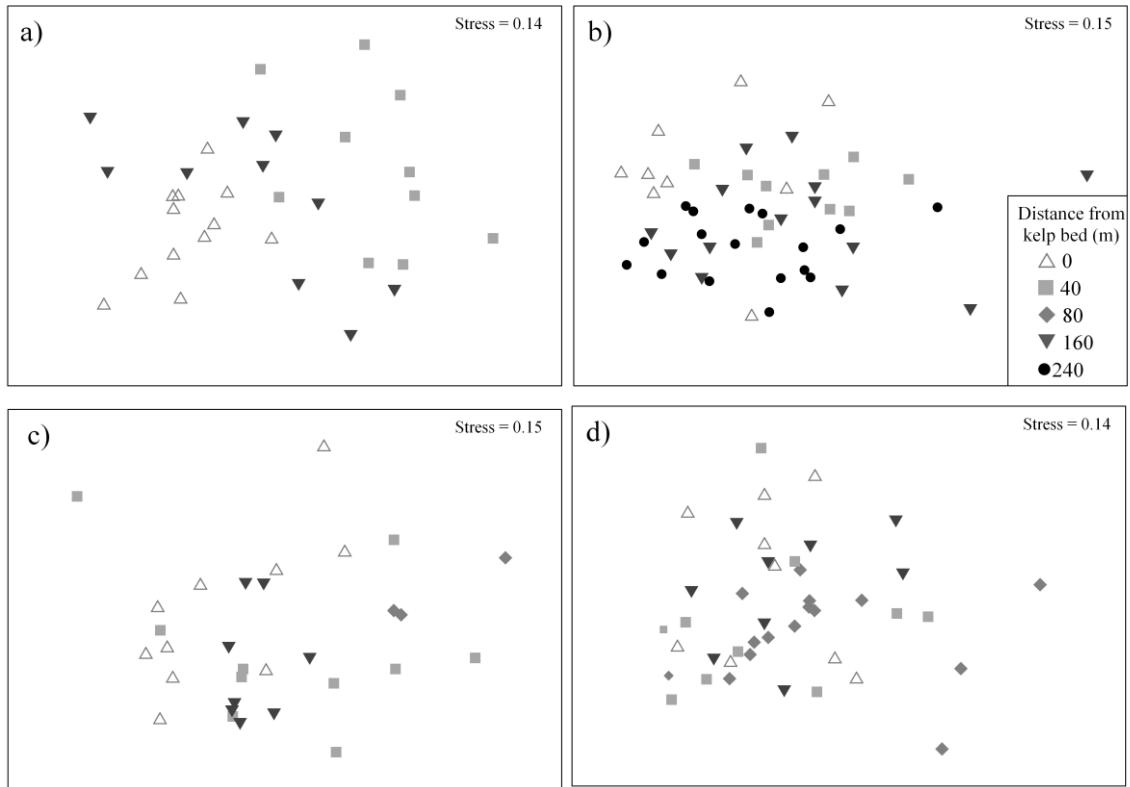 a)
Stress = 0.14
b)
Stress = 0.15
Distance from
kelp bed (m)
0
40
80
160
240
c)
Stress = 0.15
d)
Stress = 0.14